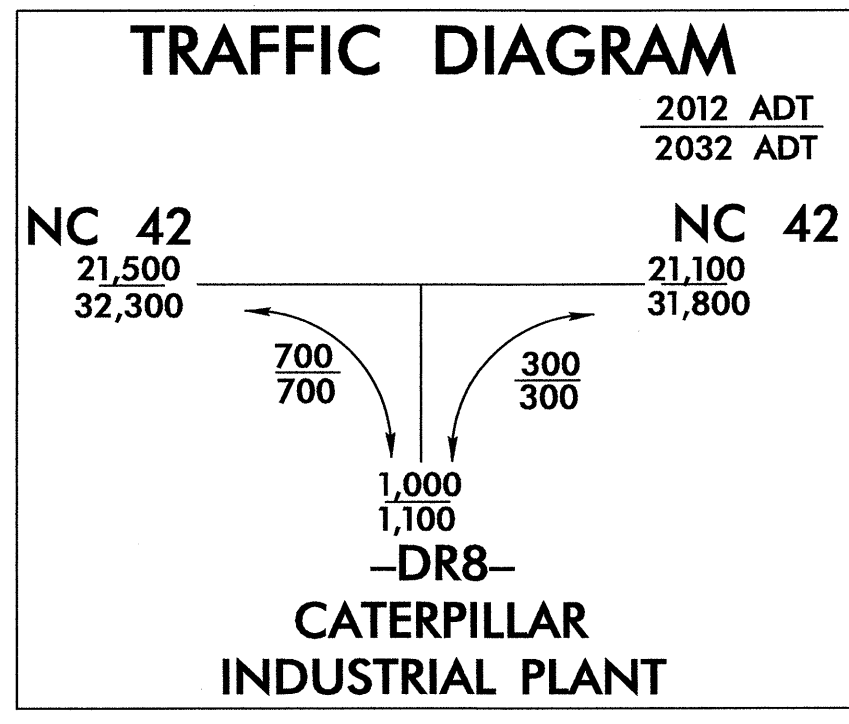 TRAFFIC DIAGRAM
2012 ADT
2032 ADT
NC 42
NC 42
21,500
32,300
21,100
31,800
700
700
300
300
1,000
1,100
–DR8–
CATERPILLAR
INDUSTRIAL PLANT